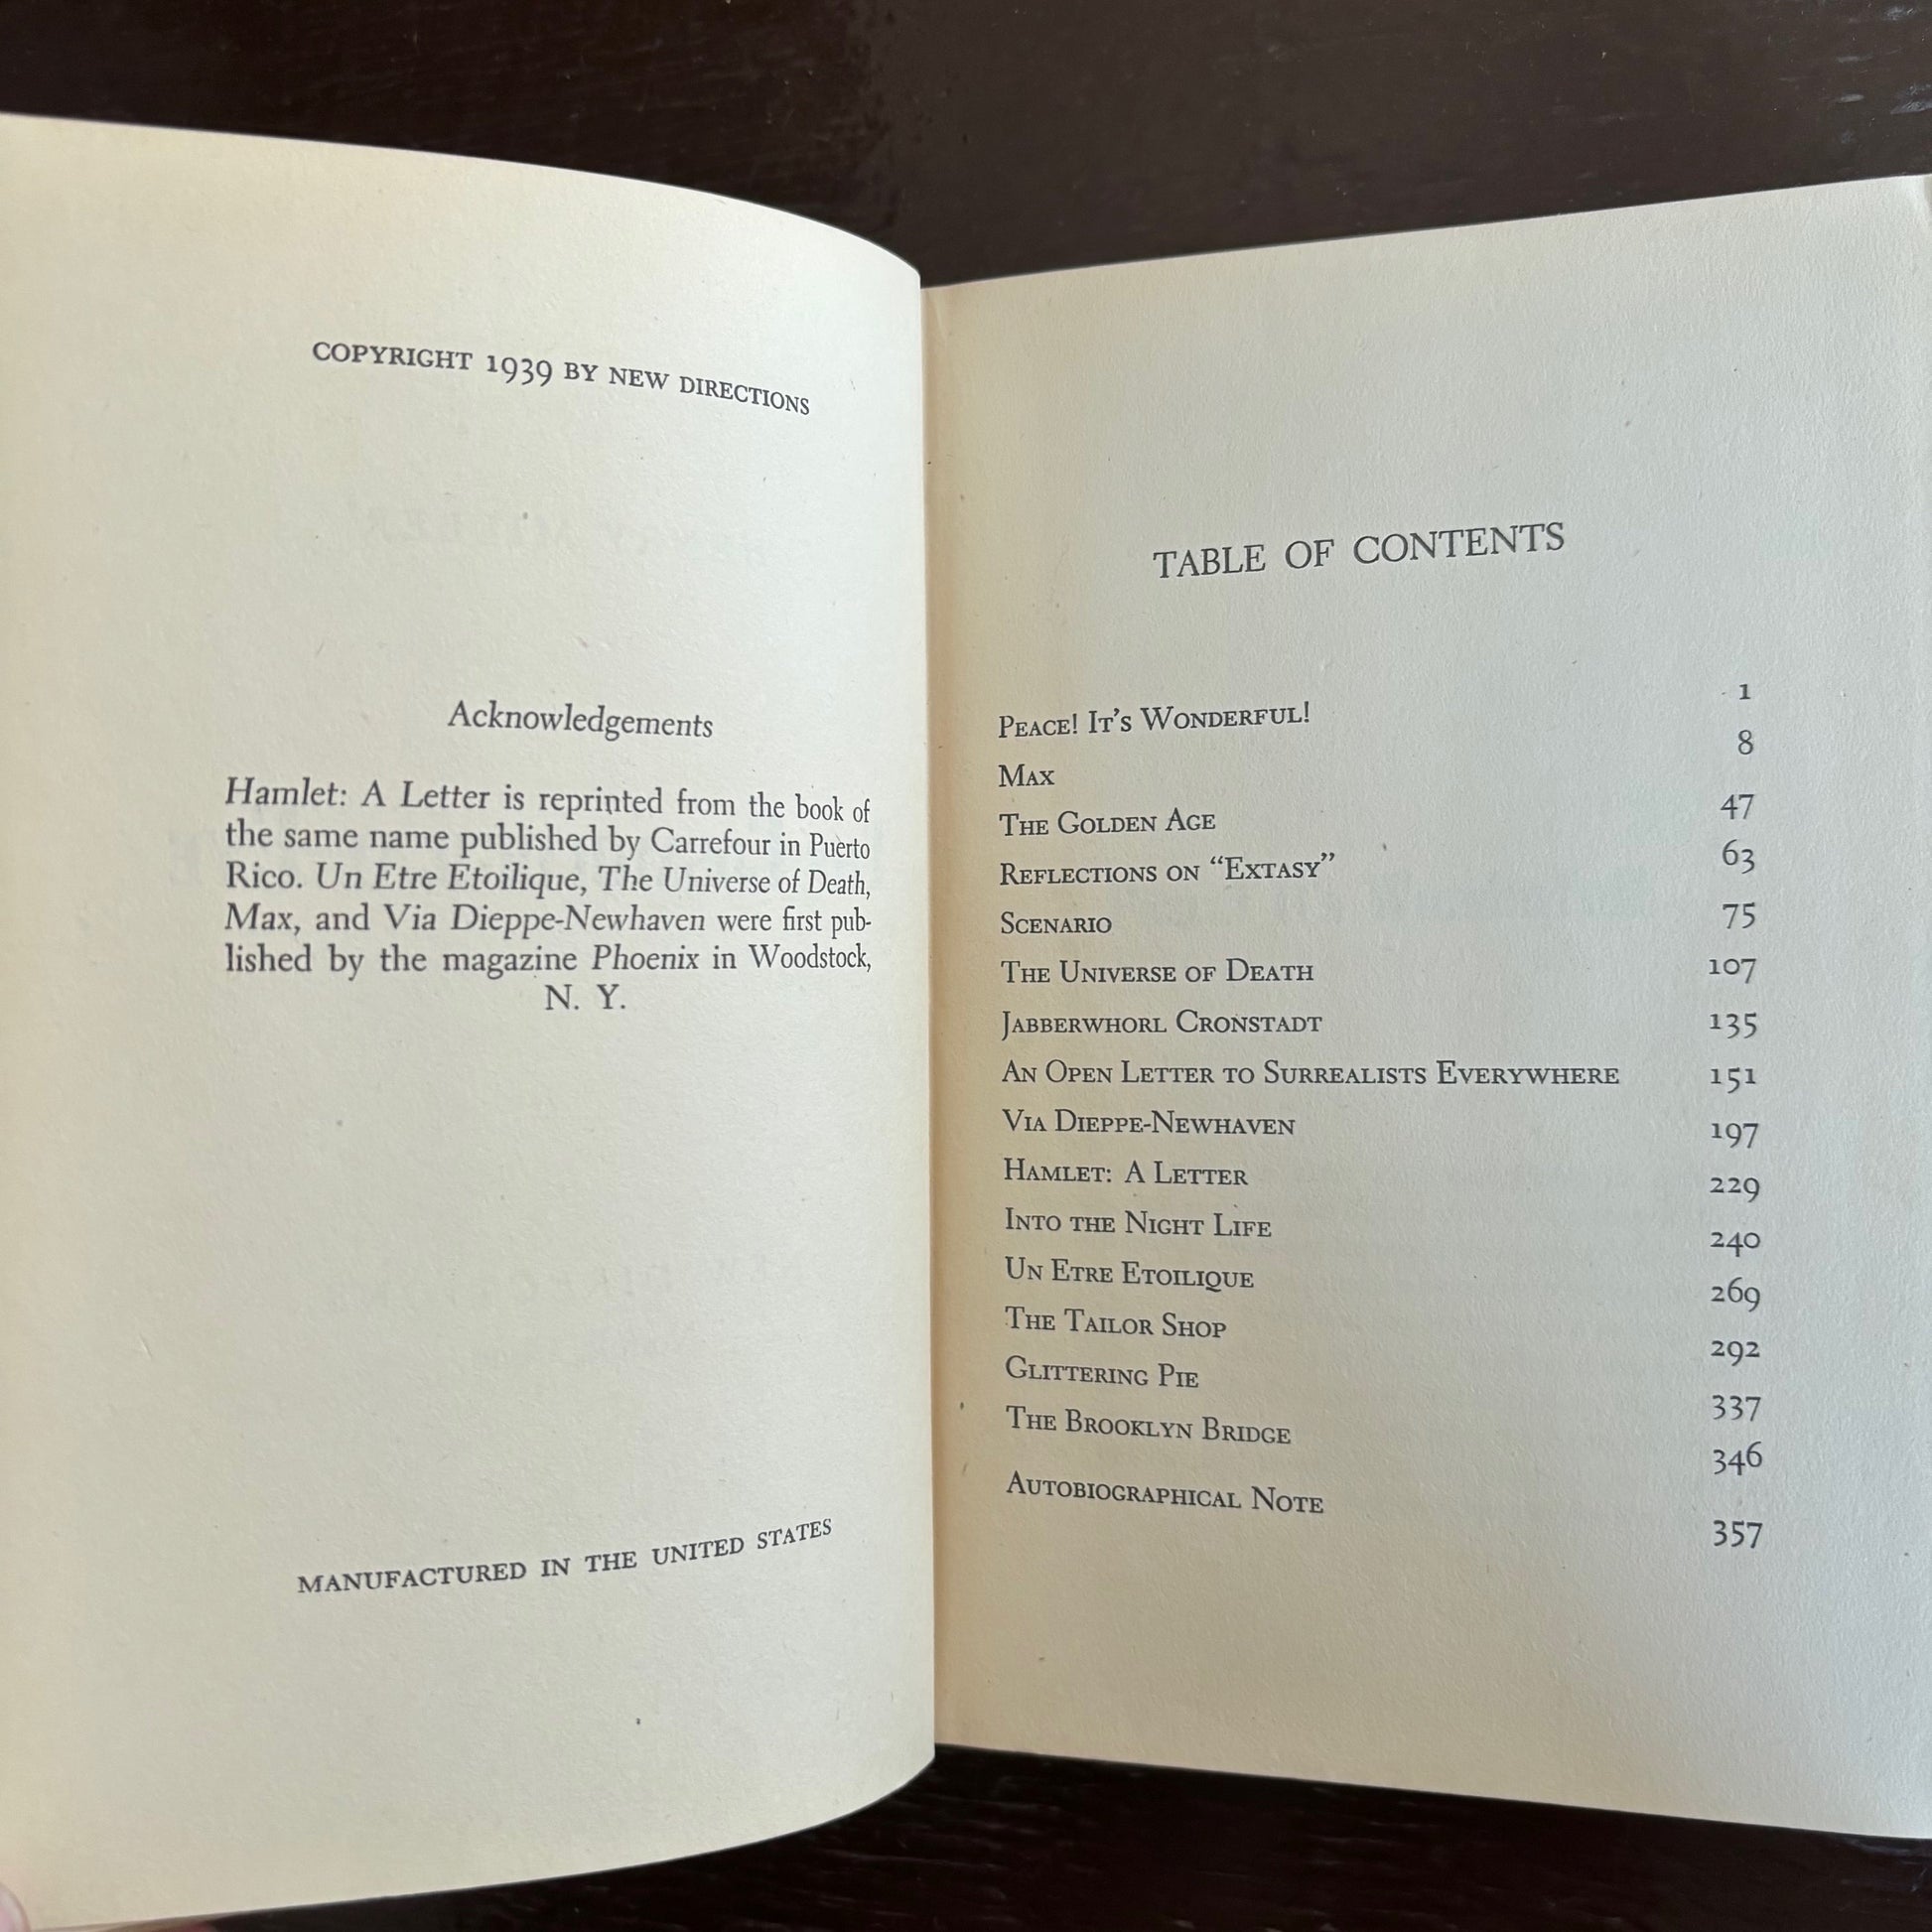 COPYRIGHT 1939 BY NEW DIRECTIONS
Acknowledgements
Hamlet: A Letter is reprinted from the book of
the same name published by Carrefour in Puerto
Rico. Un Etre Etoilique, The Universe of Death,
Max, and Via Dieppe-Newhaven were first pub-
lished by the magazine Phoenix in Woodstock,
N. Y.
MANUFACTURED IN THE UNITED STATES
TABLE OF CONTENTS
PEACE! IT'S WONDERFUL! 1
MAX 8
THE GOLDEN AGE 47
REFLECTIONS ON “EXTASY” 63
SCENARIO 75
THE UNIVERSE OF DEATH 107
JABBERWHORL CRONSTADT 135
AN OPEN LETTER TO SURREALISTS EVERYWHERE 151
VIA DIEPPE-NEWHAVEN 197
HAMLET: A LETTER 229
INTO THE NIGHT LIFE 240
UN ETRE ETOILIQUE 269
THE TAILOR SHOP 292
GLITTERING PIE 337
THE BROOKLYN BRIDGE 346
AUTOBIOGRAPHICAL NOTE 357